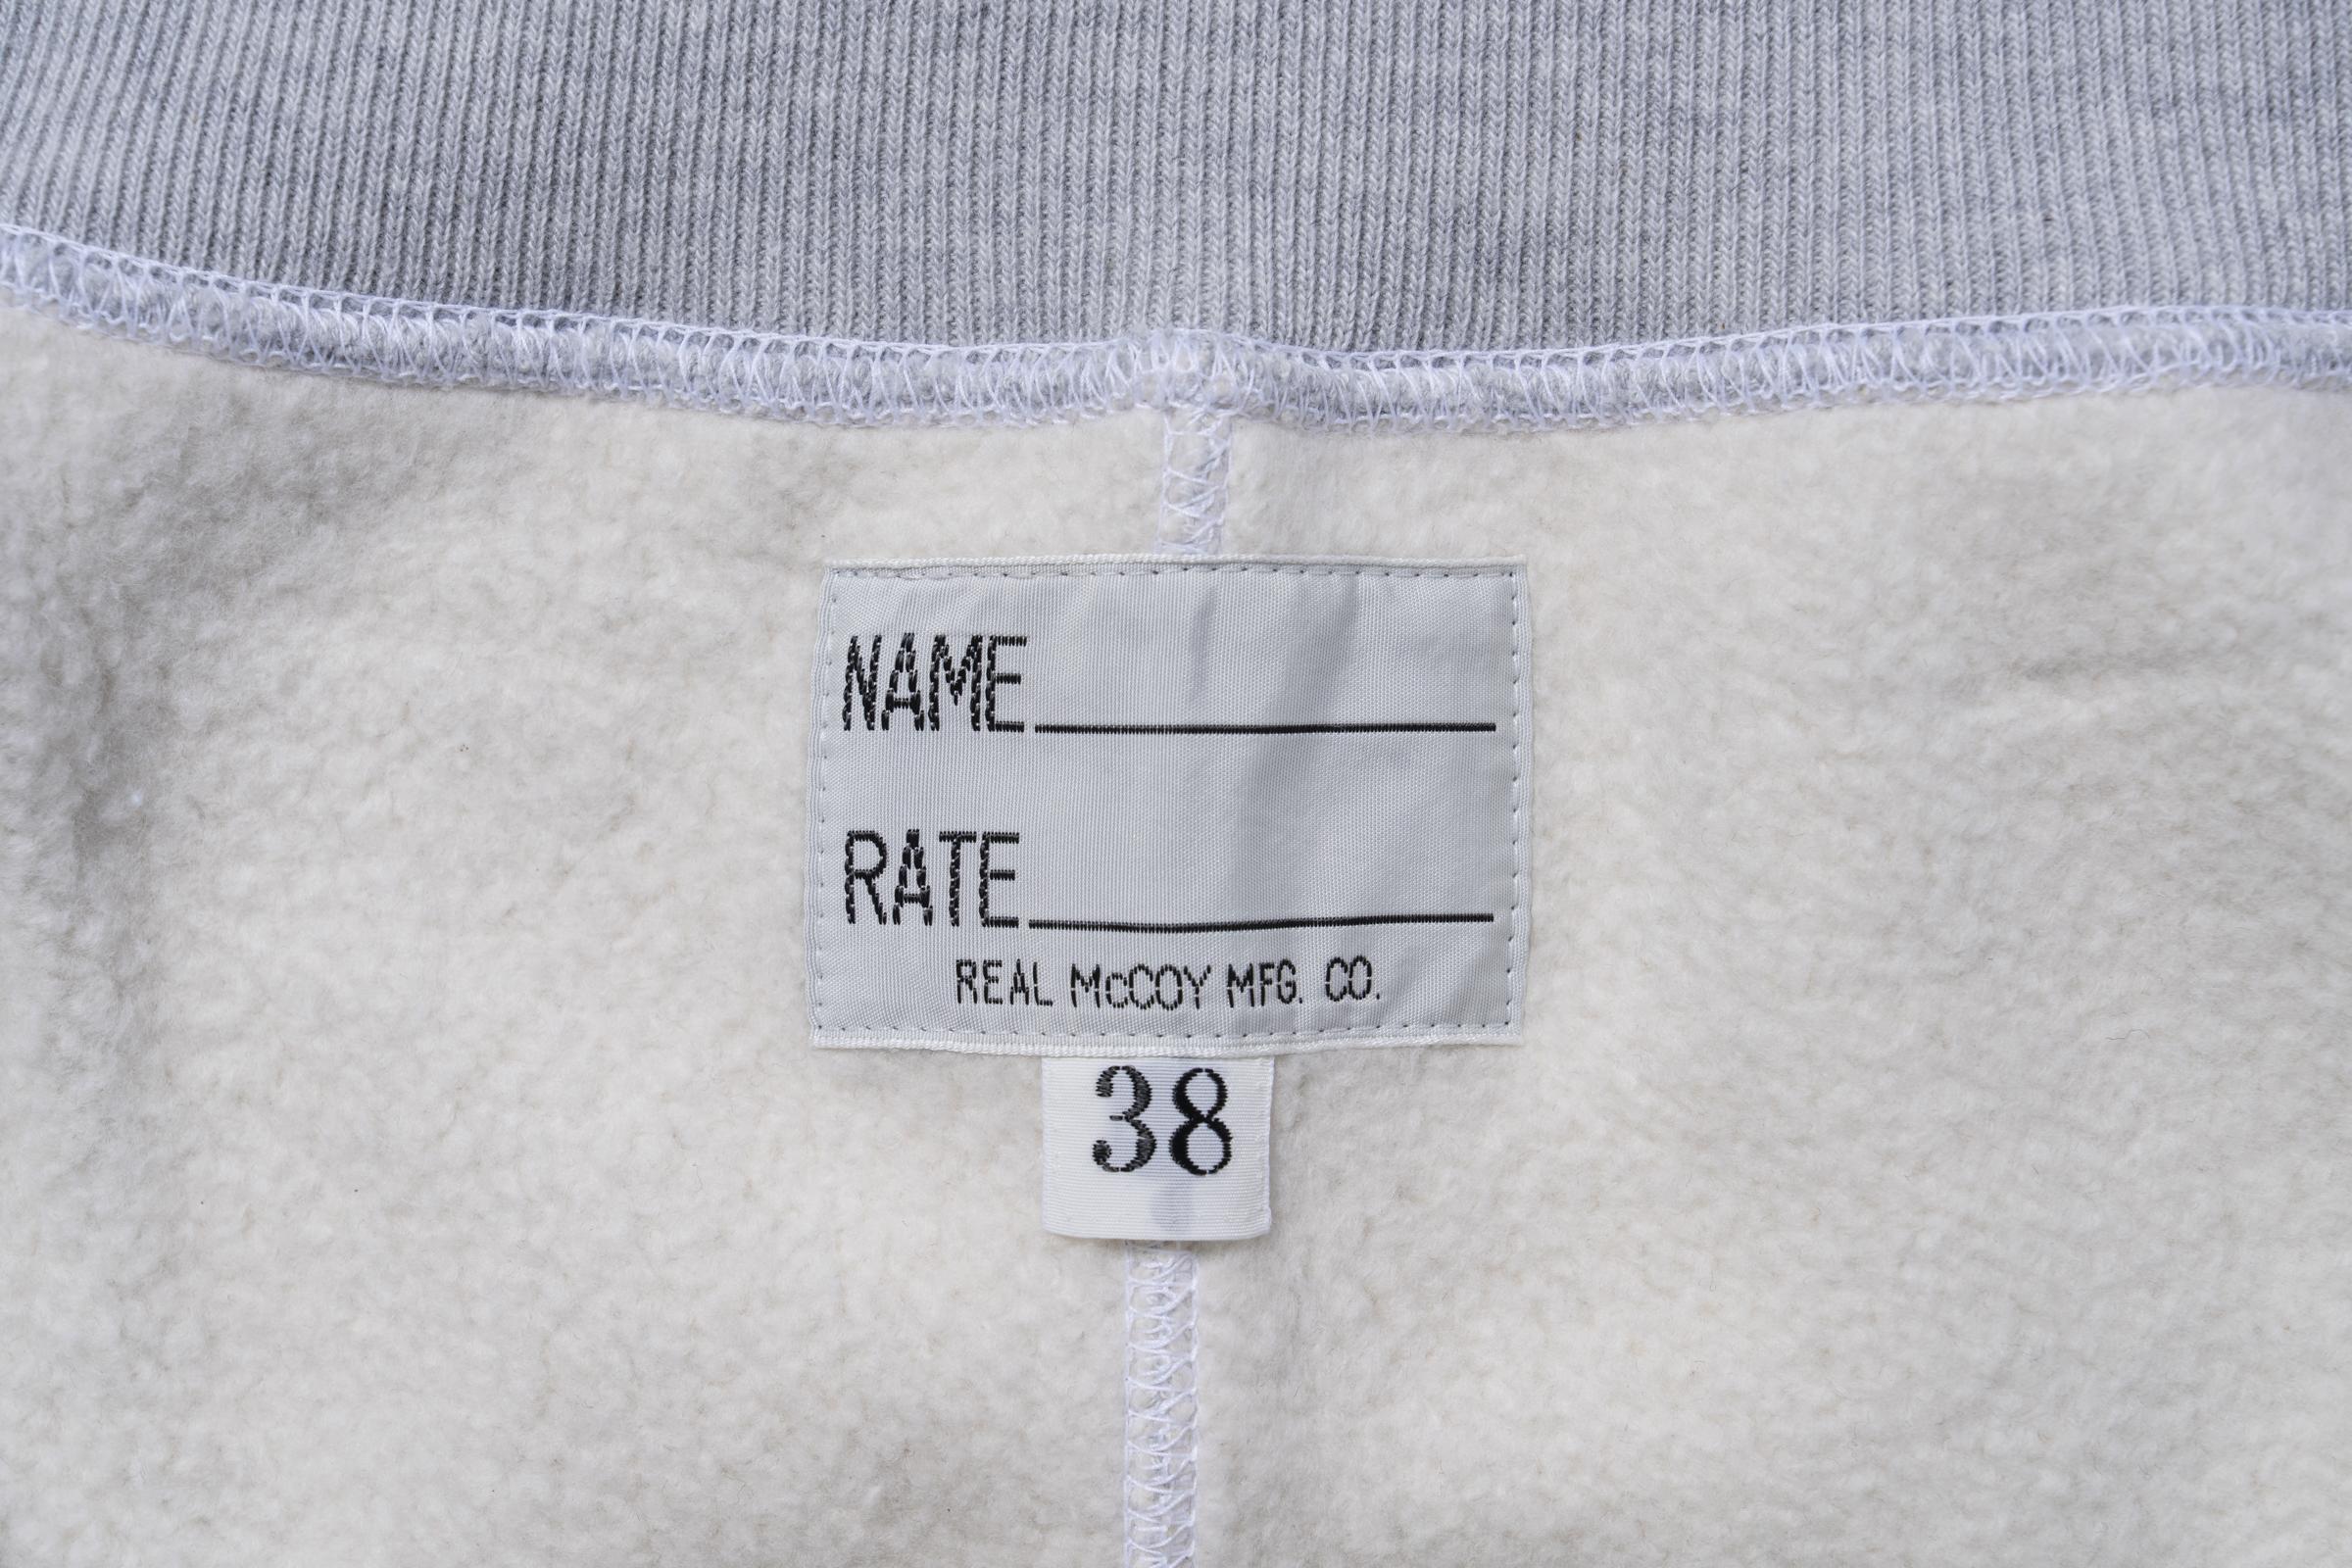 NAME
RATE
REAL McCOY MFG. CO.
38